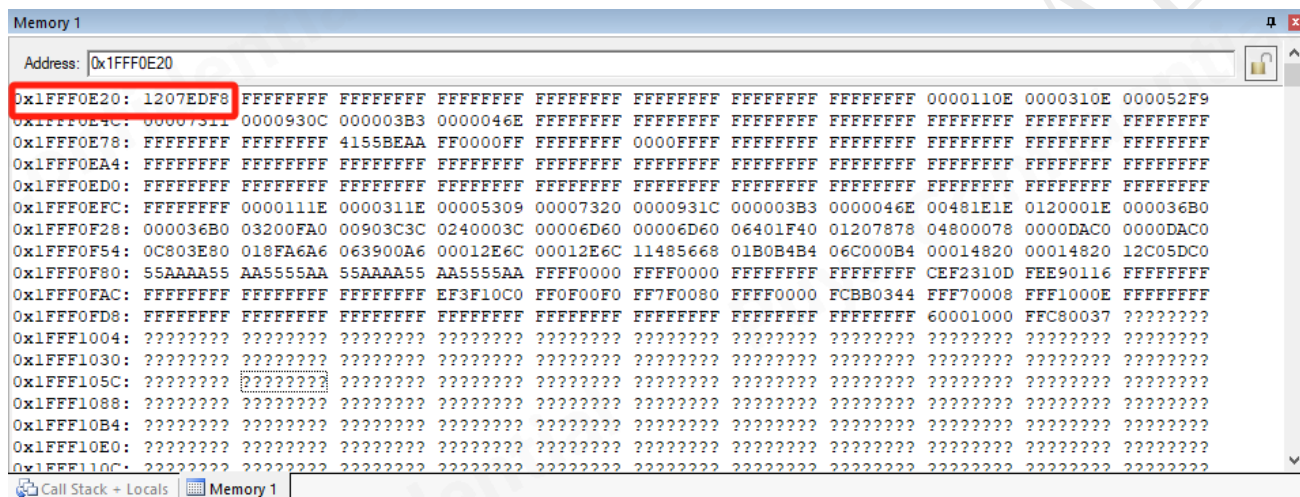 Memory 1
Address: 0x1FFF0E20
0x1FFF0E20: 1207EDF8 FFFFFFFF FFFFFFFF FFFFFFFF FFFFFFFF FFFFFFFF FFFFFFFF FFFFFFFF 0000110E 0000310E 000052F9
0x1FFF0E4C: 00007311 0000930C 000003B3 0000046E FFFFFFFF FFFFFFFF FFFFFFFF FFFFFFFF FFFFFFFF FFFFFFFF FFFFFFFF
0x1FFF0E78: FFFFFFFF FFFFFFFF 4155BEAA FF0000FF FFFFFFFF 0000FFFF FFFFFFFF FFFFFFFF FFFFFFFF FFFFFFFF FFFFFFFF
0x1FFF0EA4: FFFFFFFF FFFFFFFF FFFFFFFF FFFFFFFF FFFFFFFF FFFFFFFF FFFFFFFF FFFFFFFF FFFFFFFF FFFFFFFF FFFFFFFF
0x1FFF0ED0: FFFFFFFF FFFFFFFF FFFFFFFF FFFFFFFF FFFFFFFF FFFFFFFF FFFFFFFF FFFFFFFF FFFFFFFF FFFFFFFF FFFFFFFF
0x1FFF0EFC: FFFFFFFF 0000111E 0000311E 00005309 00007320 0000931C 000003B3 0000046E 00481E1E 0120001E 000036B0
0x1FFF0F28: 000036B0 03200FA0 00903C3C 0240003C 00006D60 00006D60 06401F40 01207878 04800078 0000DAC0 0000DAC0
0x1FFF0F54: 0C803E80 018FA6A6 063900A6 00012E6C 00012E6C 11485668 01B0B4B4 06C000B4 00014820 00014820 12C05DC0
0x1FFF0F80: 55AAAA55 AA5555AA 55AAAA55 AA5555AA FFFF0000 FFFF0000 FFFFFFFF FFFFFFFF CEF2310D FEE90116 FFFFFFFF
0x1FFF0FAC: FFFFFFFF FFFFFFFF FFFFFFFF EF3F10C0 FF0F00F0 FF7F0080 FFFF0000 FCBB0344 FFF70008 FFF1000E FFFFFFFF
0x1FFF0FD8: FFFFFFFF FFFFFFFF FFFFFFFF FFFFFFFF FFFFFFFF FFFFFFFF FFFFFFFF FFFFFFFF 60001000 FFC80037 ????????
0x1FFF1004: ???????? ???????? ???????? ???????? ???????? ???????? ???????? ???????? ???????? ???????? ????????
0x1FFF1030: ???????? ???????? ???????? ???????? ???????? ???????? ???????? ???????? ???????? ???????? ????????
0x1FFF105C: ???????? ???????? ???????? ???????? ???????? ???????? ???????? ???????? ???????? ???????? ????????
0x1FFF1088: ???????? ???????? ???????? ???????? ???????? ???????? ???????? ???????? ???????? ???????? ????????
0x1FFF10B4: ???????? ???????? ???????? ???????? ???????? ???????? ???????? ???????? ???????? ???????? ????????
0x1FFF10E0: ???????? ???????? ???????? ???????? ???????? ???????? ???????? ???????? ???????? ???????? ????????
0x1FFF110C: ???????? ???????? ???????? ???????? ???????? ???????? ???????? ???????? ???????? ???????? ????????
Call Stack + Locals Memory 1